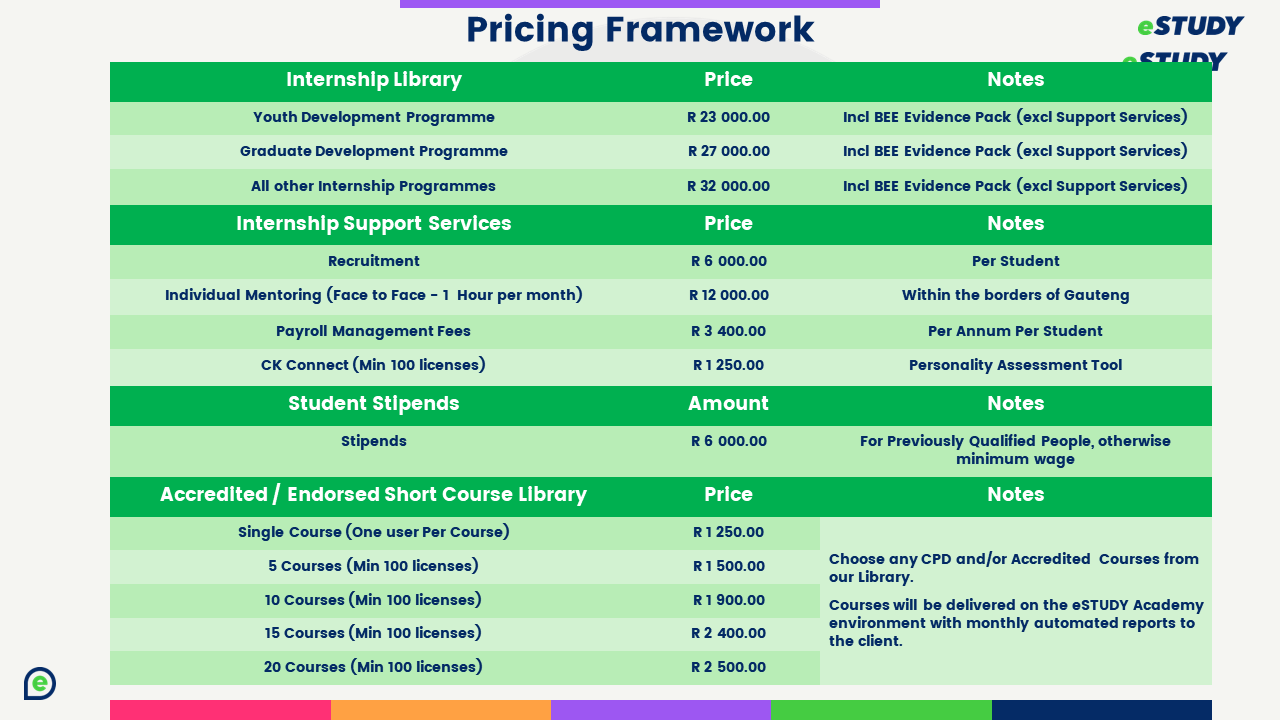 Pricing Framework
eSTUDY
eSTUDY
Internship Library Price Notes
Youth Development Programme R 23 000.00 Incl BEE Evidence Pack (excl Support Services)
Graduate Development Programme R 27 000.00 Incl BEE Evidence Pack (excl Support Services)
All other Internship Programmes R 32 000.00 Incl BEE Evidence Pack (excl Support Services)
Internship Support Services Price Notes
Recruitment R 6 000.00 Per Student
Individual Mentoring (Face to Face - 1 Hour per month) R 12 000.00 Within the borders of Gauteng
Payroll Management Fees R 3 400.00 Per Annum Per Student
CK Connect (Min 100 licenses) R 1 250.00 Personality Assessment Tool
Student Stipends Amount Notes
Stipends R 6 000.00 For Previously Qualified People, otherwise
minimum wage
Accredited / Endorsed Short Course Library Price Notes
Single Course (One user Per Course) R 1 250.00
5 Courses (Min 100 licenses) R 1 500.00
10 Courses (Min 100 licenses) R 1 900.00
15 Courses (Min 100 licenses) R 2 400.00
20 Courses (Min 100 licenses) R 2 500.00
Choose any CPD and/or Accredited Courses from
our Library.
Courses will be delivered on the eSTUDY Academy
environment with monthly automated reports to
the client.
e